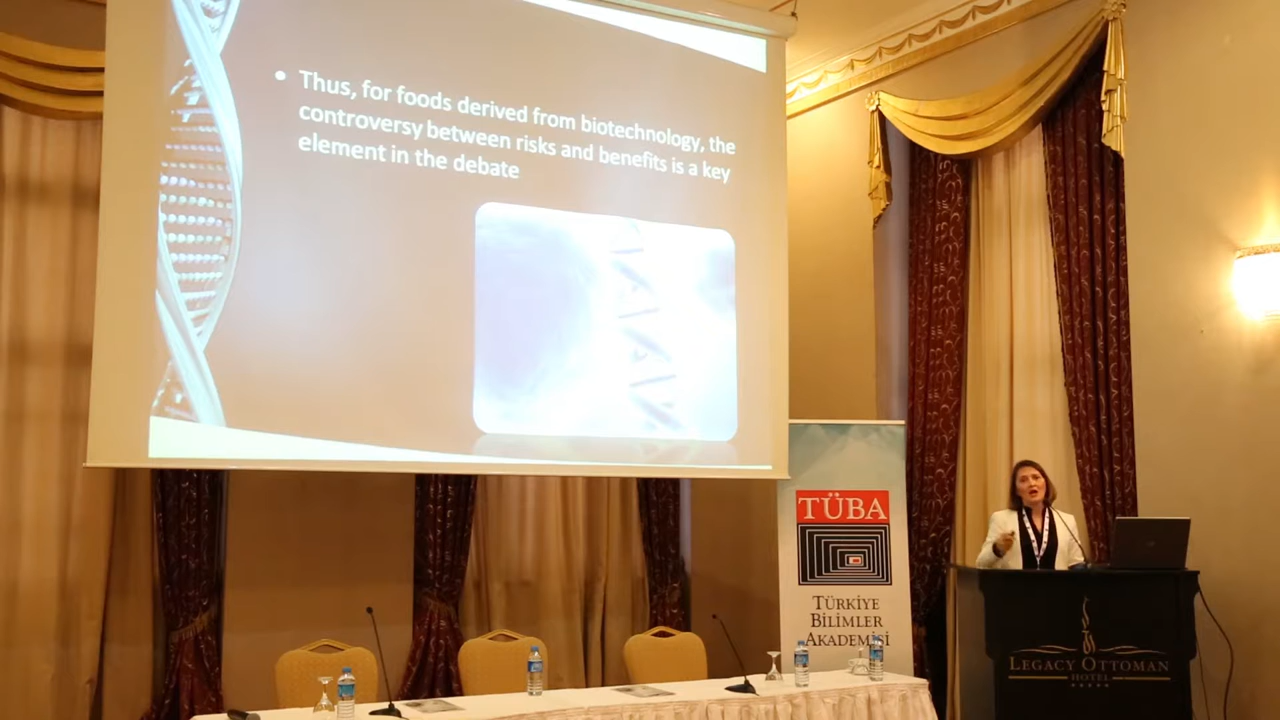 • Thus, for foods derived from biotechnology, the
controversy between risks and benefits is a key
element in the debate
TÜBA
TÜRKİYE
BİLİMLER
AKADEMİSİ
LEGACY OTTOMAN
HOTEL